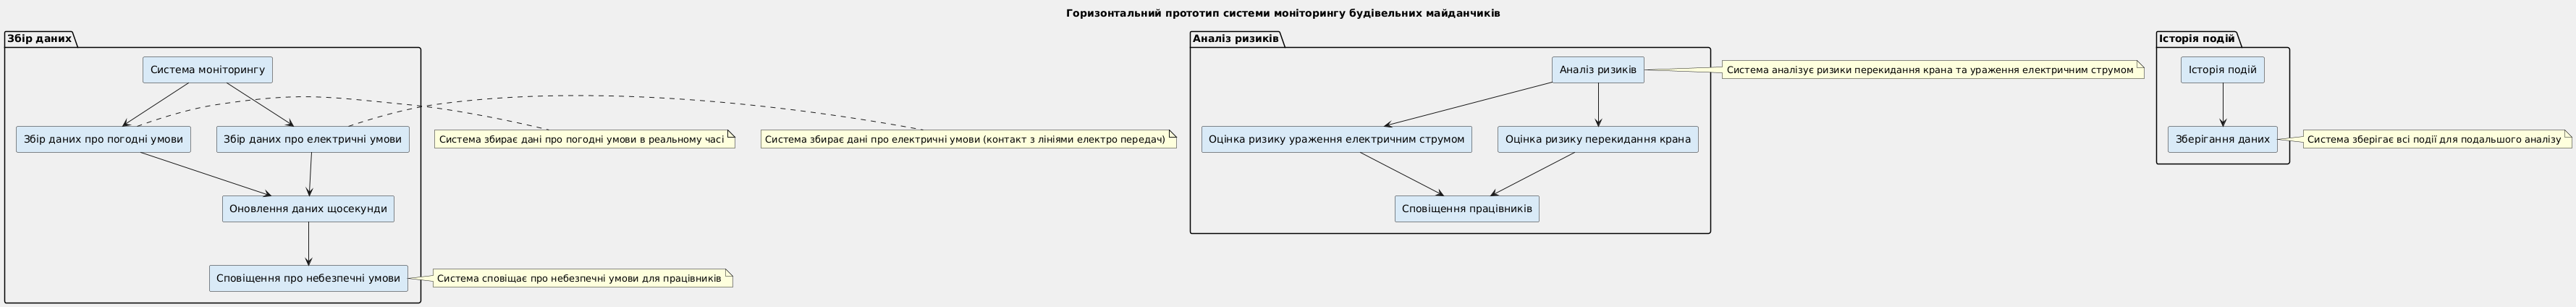 Горизонтальний прототип системи моніторингу будівельних майданчиків
Збір даних
Система моніторингу
Збір даних про погодні умови
Збір даних про електричні умови
Система збирає дані про погодні умови в реальному часі
Система збирає дані про електричні умови (контакт з лініями електро передач)
Оновлення даних щосекунди
Сповіщення про небезпечні умови
Система сповіщає про небезпечні умови для працівників
Аналіз ризиків
Аналіз ризиків
Система аналізує ризики перекидання крана та ураження електричним струмом
Оцінка ризику ураження електричним струмом
Оцінка ризику перекидання крана
Сповіщення працівників
Історія подій
Історія подій
Зберігання даних
Система зберігає всі події для подальшого аналізу